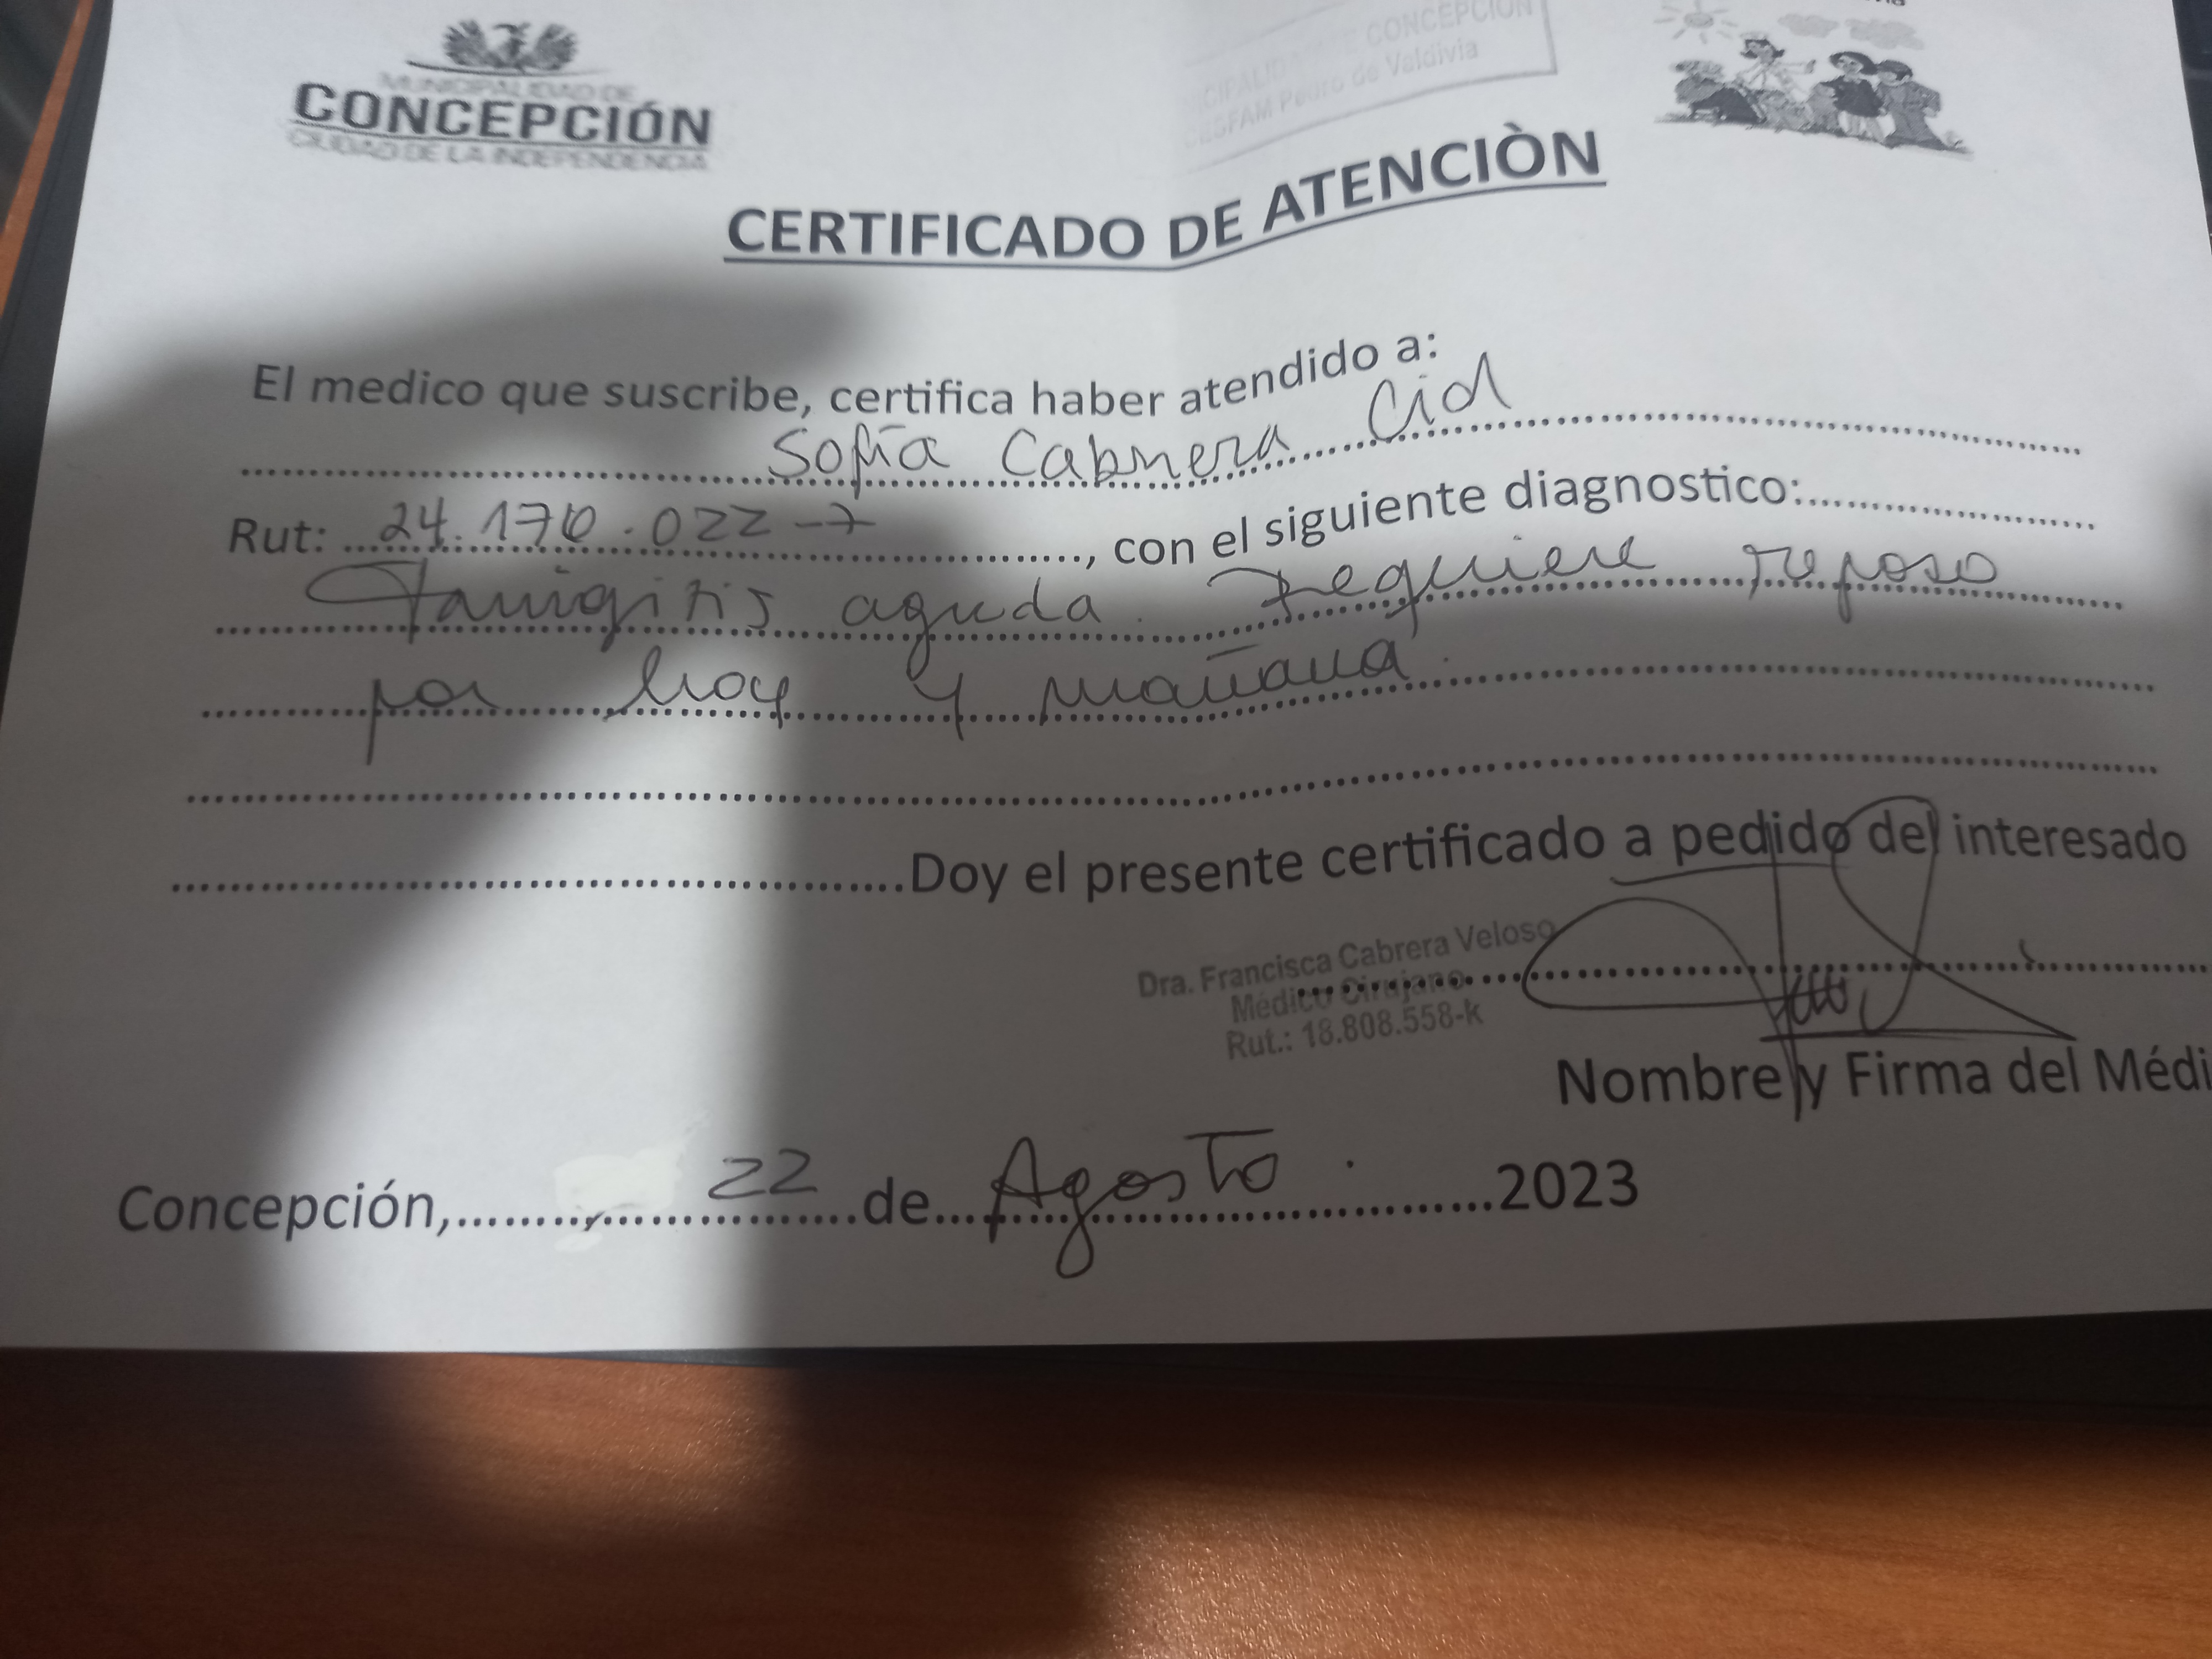 MUNICIPALIDAD DE
CONCEPCIÓN
CIUDAD DE LA INDEPENDENCIA
CONCEPCION
CESFAM Pedro de Valdivia
CERTIFICADO DE ATENCIÒN
El medico que suscribe, certifica haber atendido a:
Sofía Cabrera Cid
Rut: 24.170.022-7, con el siguiente diagnostico:
Faringitis aguda. Requiere reposo
por hoy y mañana.
Doy el presente certificado a pedido del interesado
Dra. Francisca Cabrera Veloso
Médico Cirujano
Rut.: 18.808.558-k
Nombre y Firma del Médi
Concepción, 22 de Agosto 2023